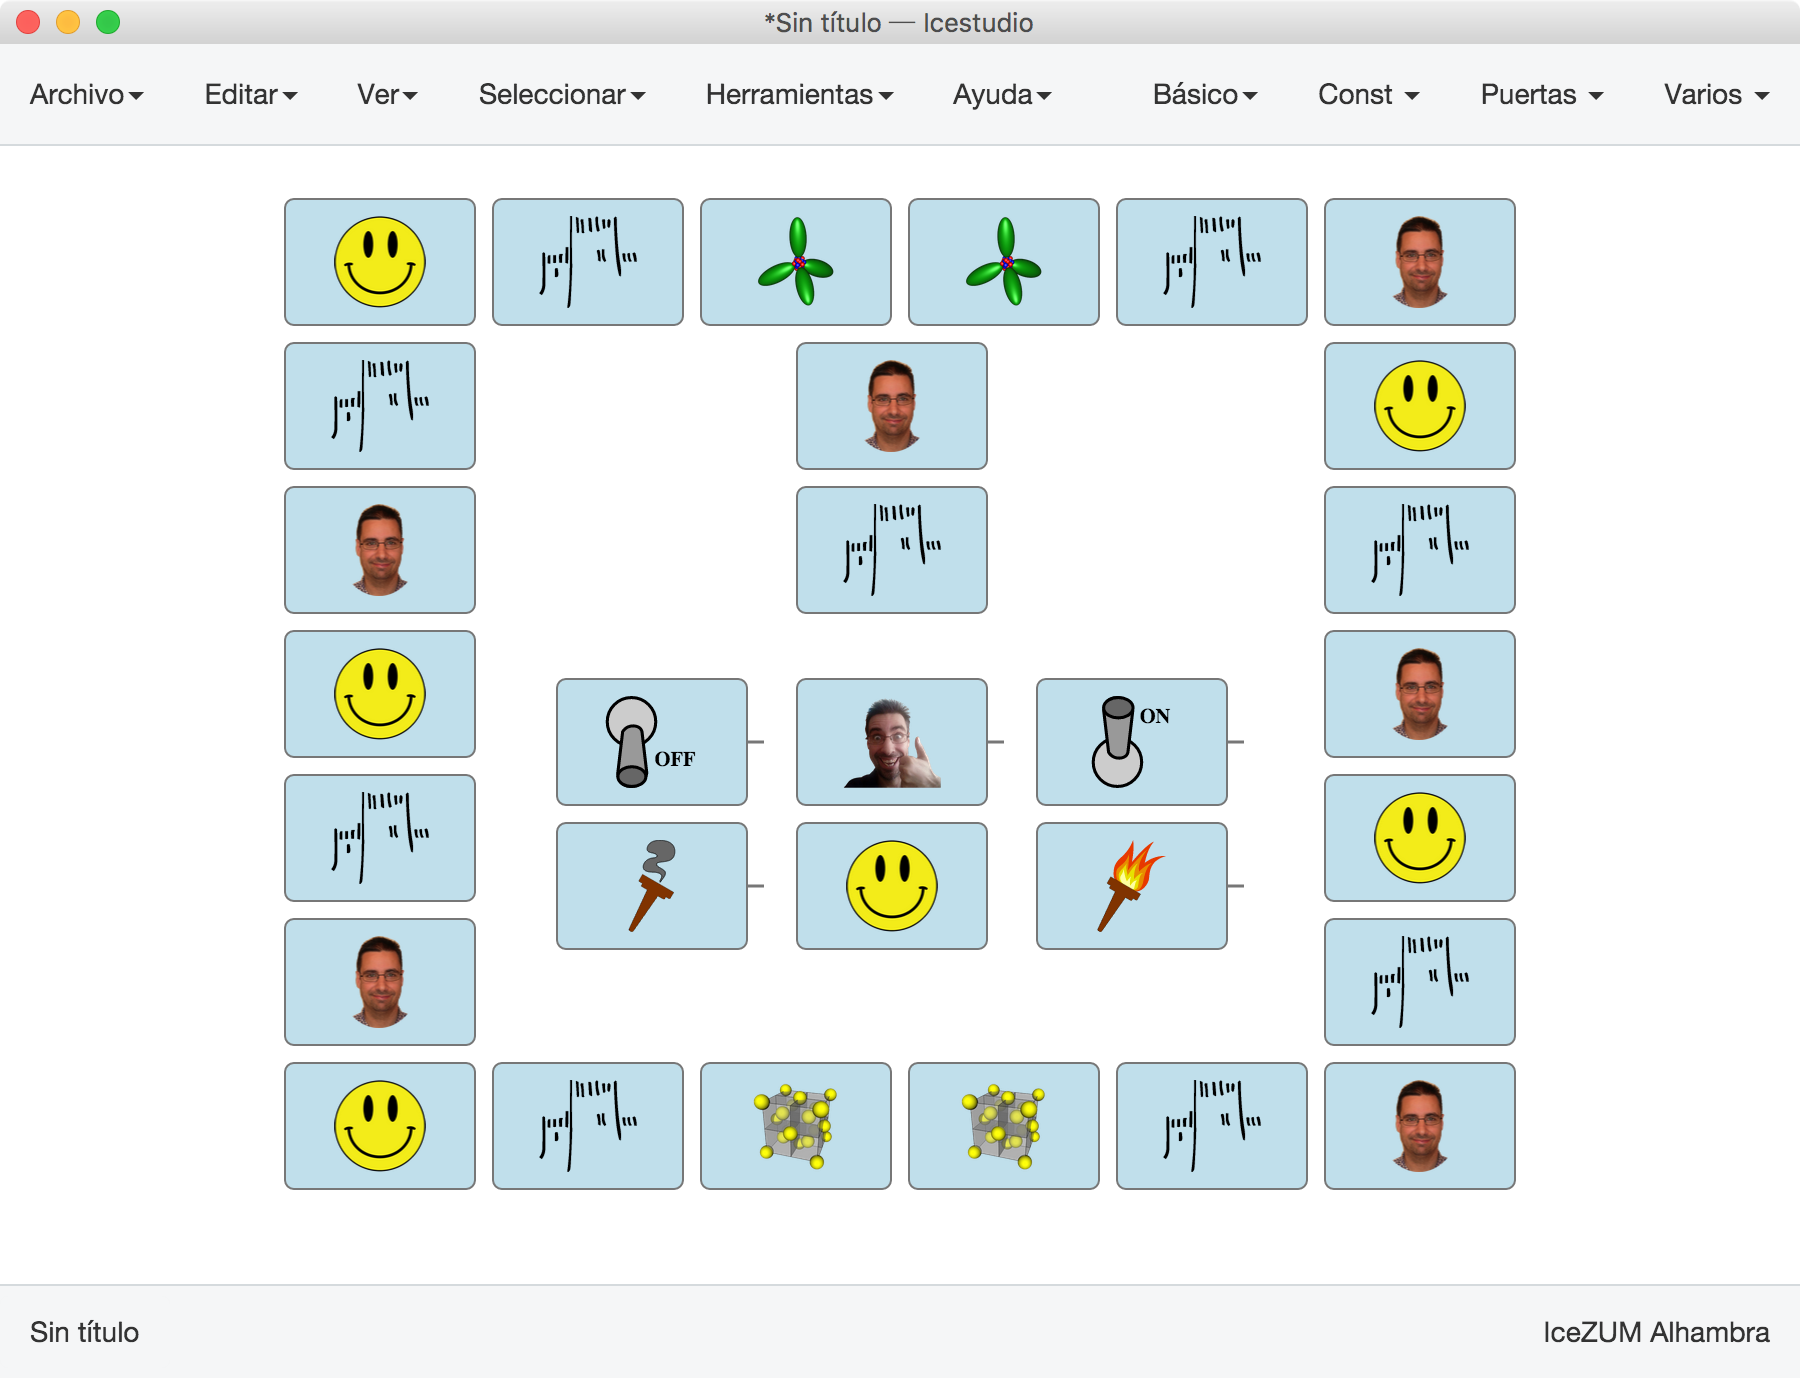 *Sin título — Icestudio
Archivo Editar Ver Seleccionar Herramientas Ayuda Básico Const Puertas Varios
OFF
ON
Sin título IceZUM Alhambra